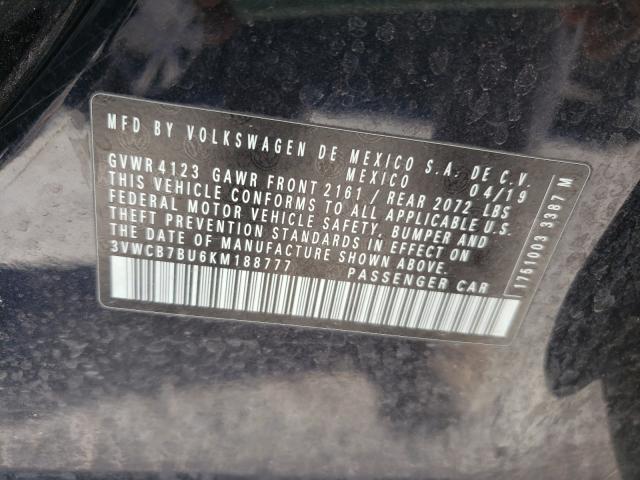 MFD BY VOLKSWAGEN DE MEXICO S.A. DE C.V.
MEXICO 04/19
GVWR 4123 GAWR FRONT 2161 / REAR 2072 LBS
THIS VEHICLE CONFORMS TO ALL APPLICABLE U.S.
FEDERAL MOTOR VEHICLE SAFETY, BUMPER AND
THEFT PREVENTION STANDARDS IN EFFECT ON
THE DATE OF MANUFACTURE SHOWN ABOVE.
3VWCB7BU6KM188777 PASSENGER CAR
1761003 3387 M